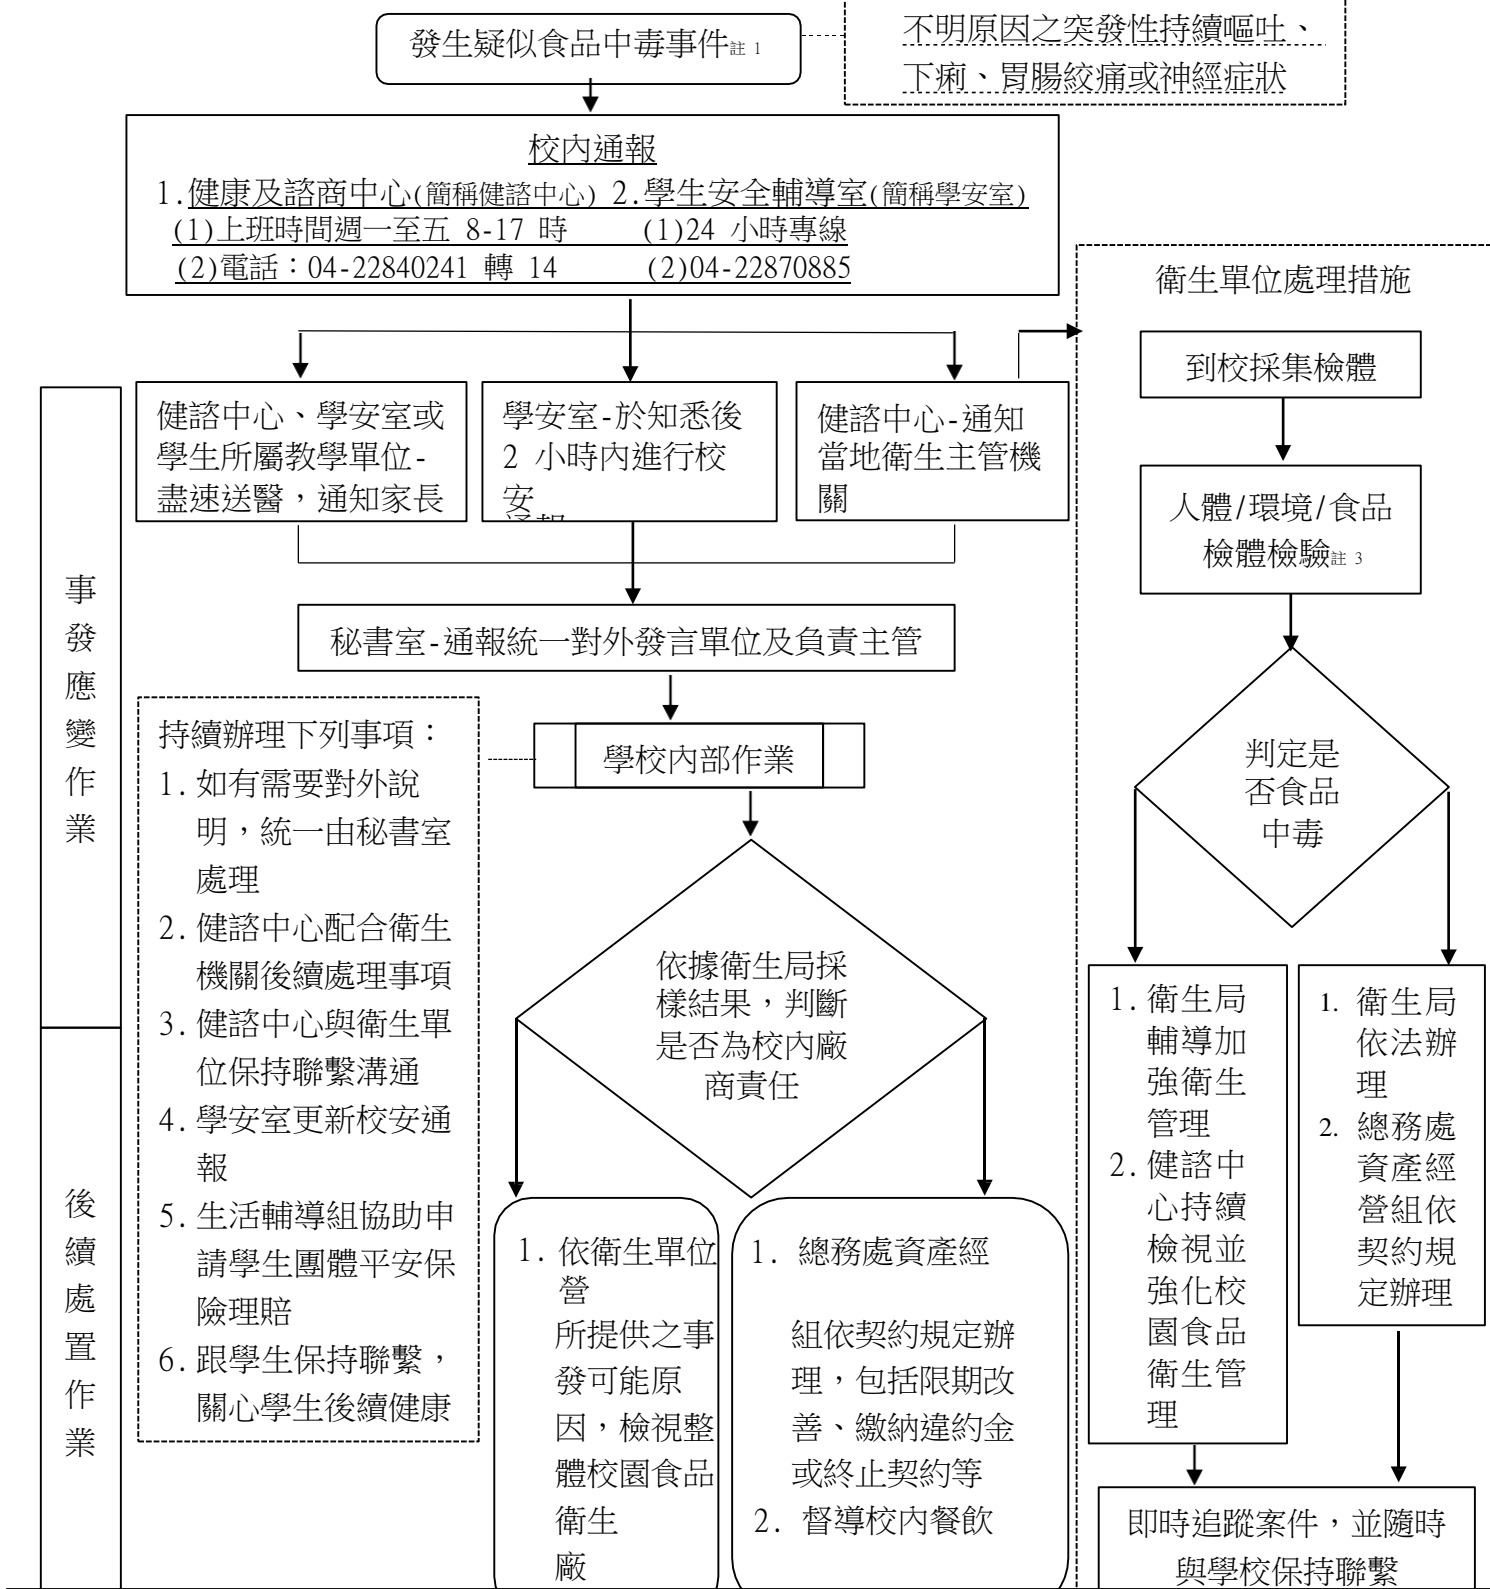 發生疑似食品中毒事件註 1
不明原因之突發性持續嘔吐、
下痢、胃腸絞痛或神經症狀
校內通報
1.健康及諮商中心(簡稱健諮中心) 2.學生安全輔導室(簡稱學安室)
(1)上班時間週一至五 8-17 時 (1)24 小時專線
(2)電話：04-22840241 轉 14 (2)04-22870885
健諮中心、學安室或
學生所屬教學單位-
盡速送醫，通知家長
學安室-於知悉後
2 小時內進行校
安
健諮中心-通知
當地衛生主管機
關
秘書室-通報統一對外發言單位及負責主管
事
發
應
變
作
業
後
續
處
置
作
業
持續辦理下列事項：
1.如有需要對外說
明，統一由秘書室
處理
2.健諮中心配合衛生
機關後續處理事項
3.健諮中心與衛生單
位保持聯繫溝通
4.學安室更新校安通
報
5.生活輔導組協助申
請學生團體平安保
險理賠
6.跟學生保持聯繫，
關心學生後續健康
學校內部作業
依據衛生局採
樣結果，判斷
是否為校內廠
商責任
1. 依衛生單位
營
所提供之事
發可能原
因，檢視整
體校園食品
衛生
廠
1. 總務處資產經
組依契約規定辦
理，包括限期改
善、繳納違約金
或終止契約等
2. 督導校內餐飲
衛生單位處理措施
到校採集檢體
人體/環境/食品
檢體檢驗註 3
判定是
否食品
中毒
1.衛生局
輔導加
強衛生
管理
2.健諮中
心持續
檢視並
強化校
園食品
衛生管
理
1. 衛生局
依法辦
理
2. 總務處
資產經
營組依
契約規
定辦理
即時追蹤案件，並隨時
與學校保持聯繫